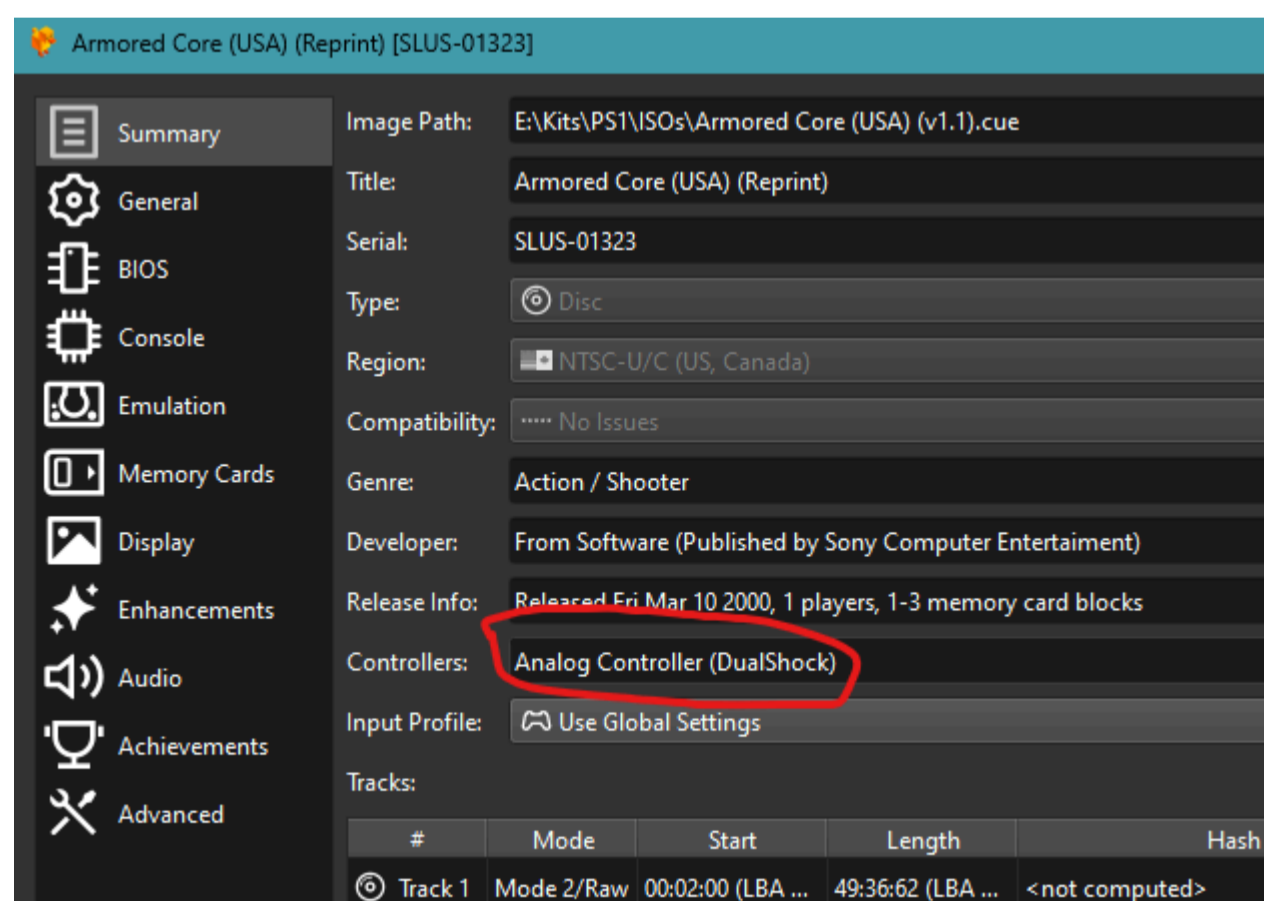 Armored Core (USA) (Reprint) [SLUS-01323]
Summary
General
BIOS
Console
Emulation
Memory Cards
Display
Enhancements
Audio
Achievements
Advanced
Image Path: E:\Kits\PS1\ISOs\Armored Core (USA) (v1.1).cue
Title: Armored Core (USA) (Reprint)
Serial: SLUS-01323
Type: Disc
Region: NTSC-U/C (US, Canada)
Compatibility: No Issues
Genre: Action / Shooter
Developer: From Software (Published by Sony Computer Entertaiment)
Release Info: Released Fri Mar 10 2000, 1 players, 1-3 memory card blocks
Controllers: Analog Controller (DualShock)
Input Profile: Use Global Settings
Tracks:
# Mode Start Length Hash
Track 1 Mode 2/Raw 00:02:00 (LBA ... 49:36:62 (LBA ... <not computed>